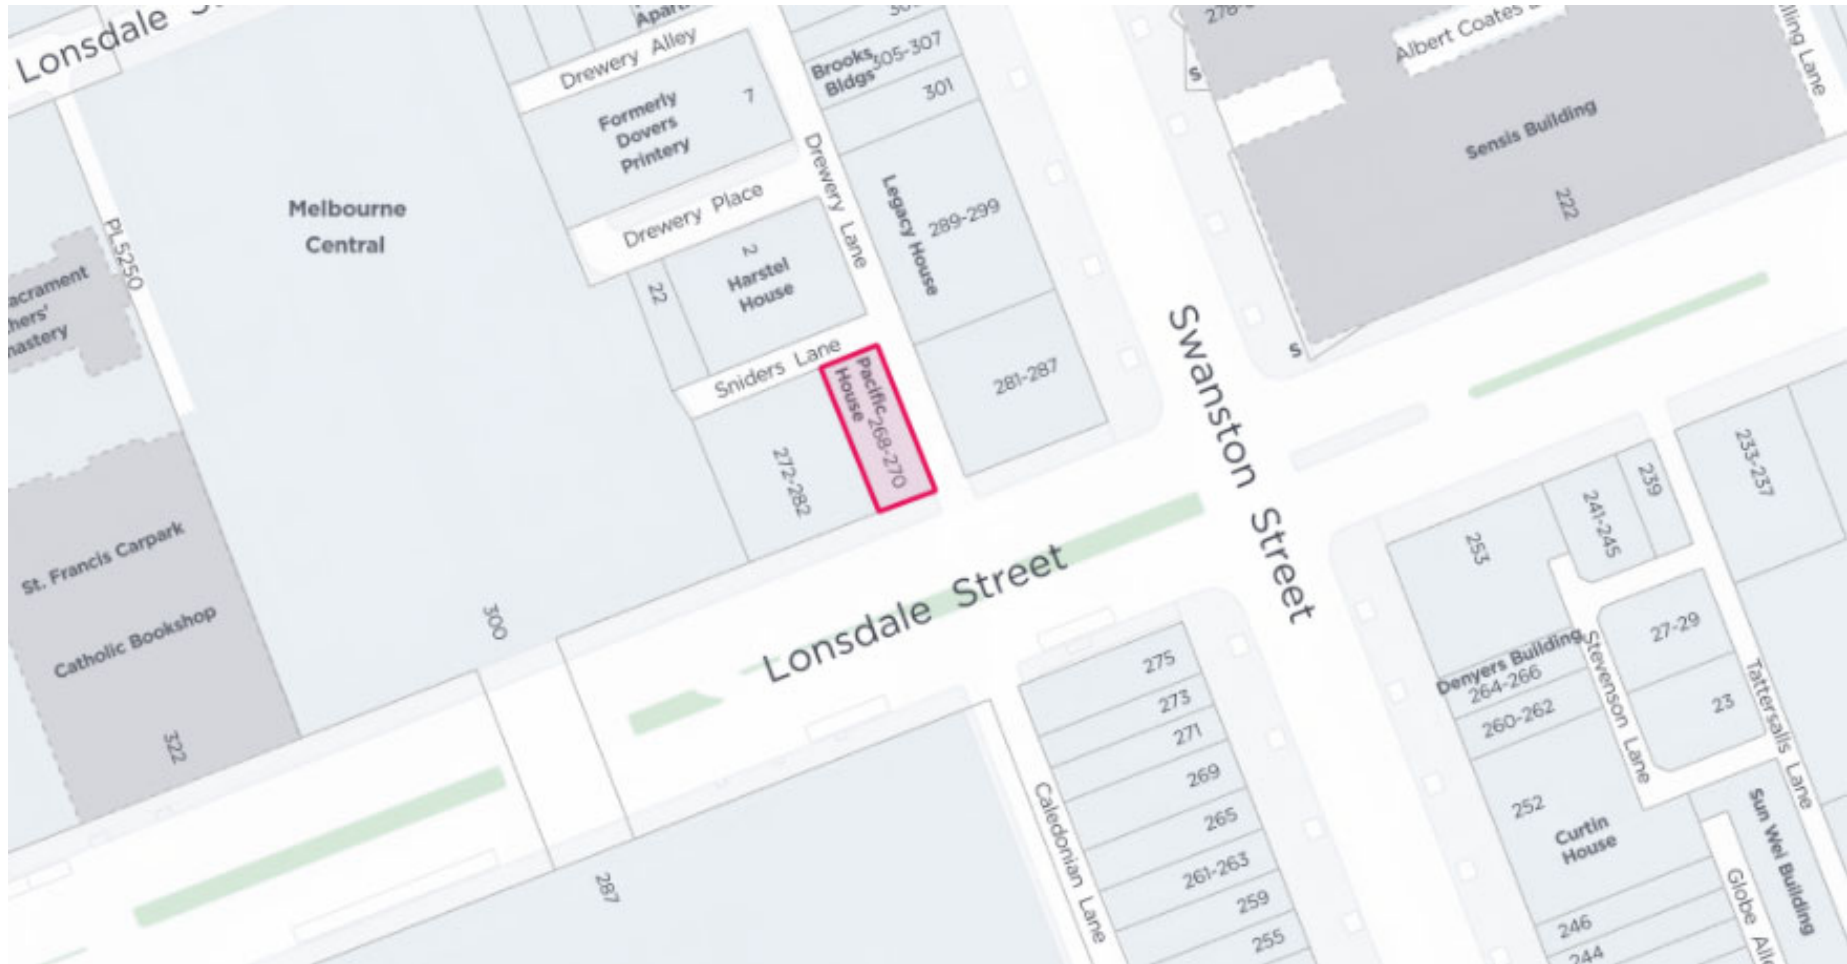 Lonsdale
Drewery Alley
Formerly
Dovers
Printery
7
Brooks
Bldgs
305-307
301
Albert Coates
Sensis Building
222
S
S
Melbourne
Central
PL5250
Drewery Place
Drewery Lane
Legacy House
289-299
2
Harstel
House
22
Sniders Lane
Pacific
House
268-270
272-282
281-287
Swanston Street
Lonsdale Street
St. Francis Carpark
Catholic Bookshop
322
300
287
275
273
271
269
265
261-263
259
255
Caledonian Lane
253
241-245
239
233-237
Denyers Building
264-266
260-262
Stevenson Lane
27-29
23
Tattersalls Lane
252
Curtin
House
Sun Wei Building
246
244
Globe